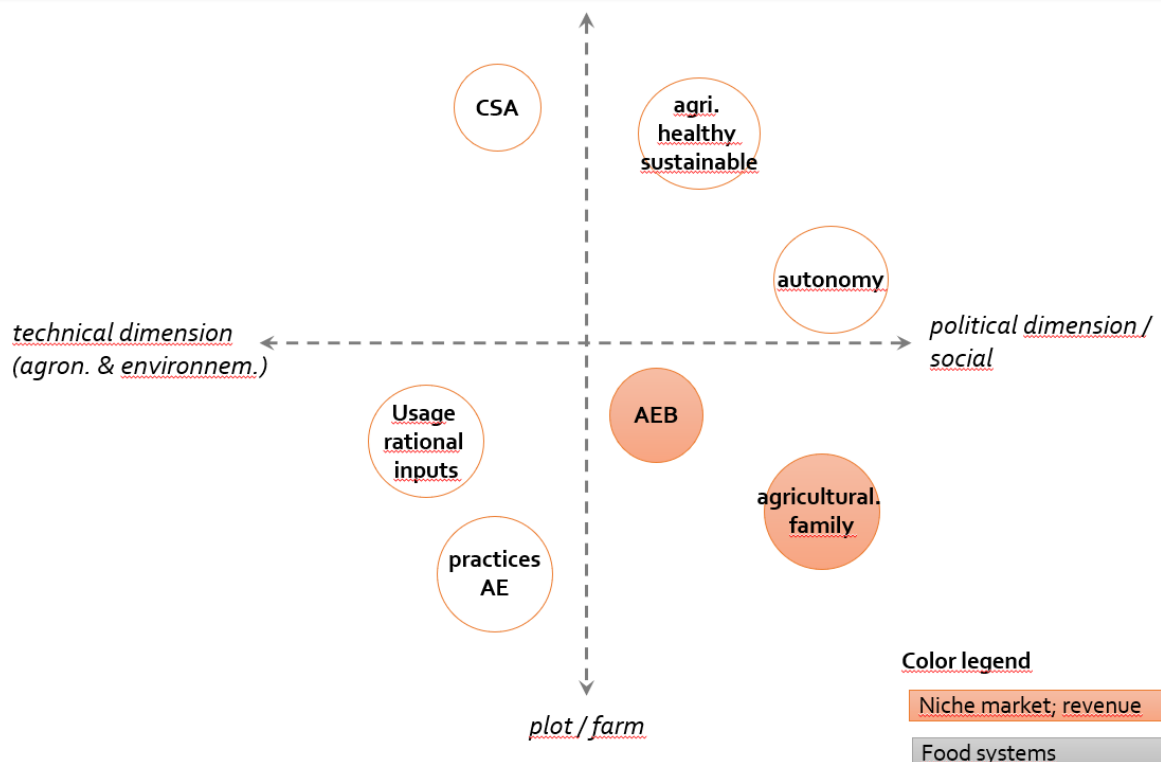 CSA
agri.
healthy
sustainable
autonomy
technical dimension
(agron. & environnem.)
political dimension /
social
Usage
rational
inputs
AEB
agricultural.
family
practices
AE
Color legend
Niche market; revenue
plot / farm
Food systems